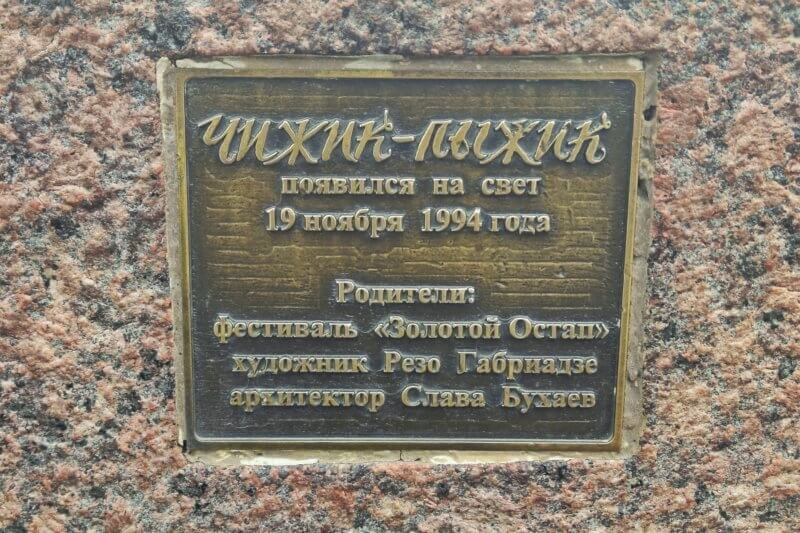 ЧИЖИК-ПЫЖИК
появился на свет
19 ноября 1994 года
Родители:
фестиваль «Золотой Остап»
художник Резо Габриадзе
архитектор Слава Бухаев